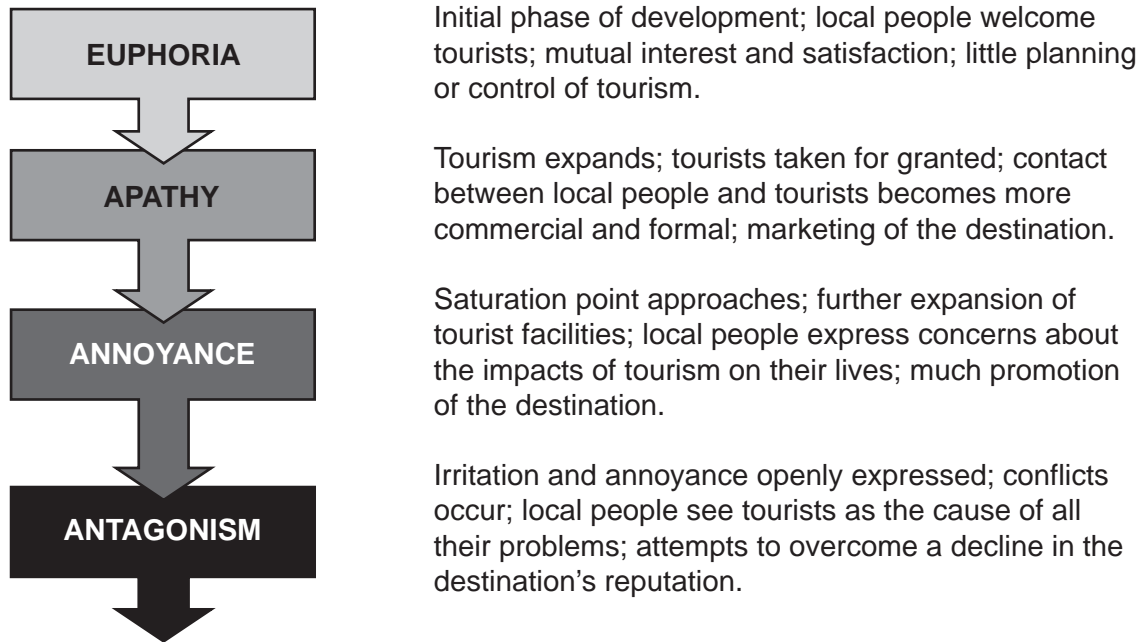 EUPHORIA
Initial phase of development; local people welcome
tourists; mutual interest and satisfaction; little planning
or control of tourism.
APATHY
Tourism expands; tourists taken for granted; contact
between local people and tourists becomes more
commercial and formal; marketing of the destination.
ANNOYANCE
Saturation point approaches; further expansion of
tourist facilities; local people express concerns about
the impacts of tourism on their lives; much promotion
of the destination.
ANTAGONISM
Irritation and annoyance openly expressed; conflicts
occur; local people see tourists as the cause of all
their problems; attempts to overcome a decline in the
destination’s reputation.